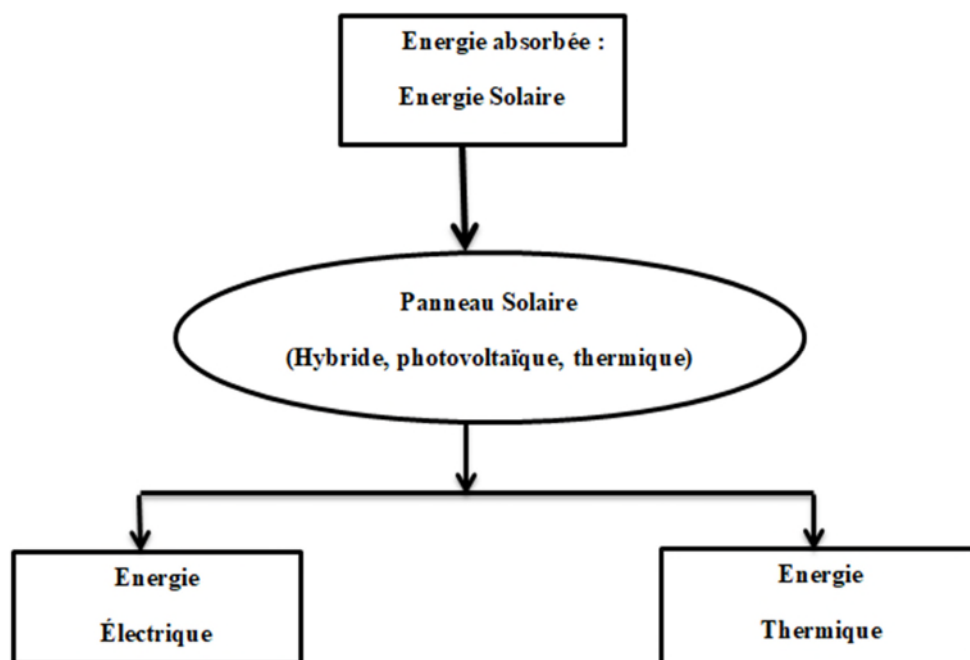 Energie absorbée :
Energie Solaire
Panneau Solaire
(Hybride, photovoltaïque, thermique)
Energie
Électrique
Energie
Thermique